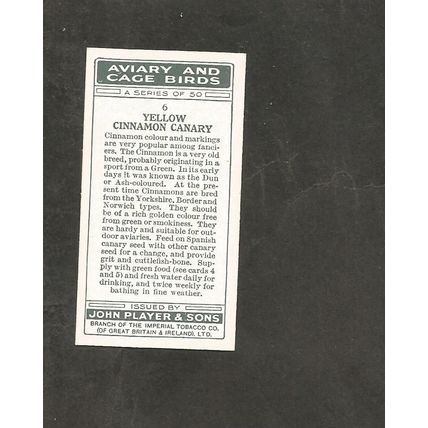 AVIARY AND
CAGE BIRDS
A SERIES OF 50
6
YELLOW
CINNAMON CANARY
Cinnamon colour and markings
are very popular among fanci-
ers. The Cinnamon is a very old
breed, probably originating in a
sport from a Green. In its early
days it was known as the Dun
or Ash-coloured. At the pre-
sent time Cinnamons are bred
from the Yorkshire, Border and
Norwich types. They should
be of a rich golden colour free
from green or smokiness. They
are hardy and suitable for out-
door aviaries. Feed on Spanish
canary seed with other canary
seed for a change, and provide
grit and cuttlefish-bone. Sup-
ply with green food (see cards 4
and 5) and fresh water daily for
drinking, and twice weekly for
bathing in fine weather.
ISSUED BY
JOHN PLAYER & SONS
BRANCH OF THE IMPERIAL TOBACCO CO.
(OF GREAT BRITAIN & IRELAND), LTD.